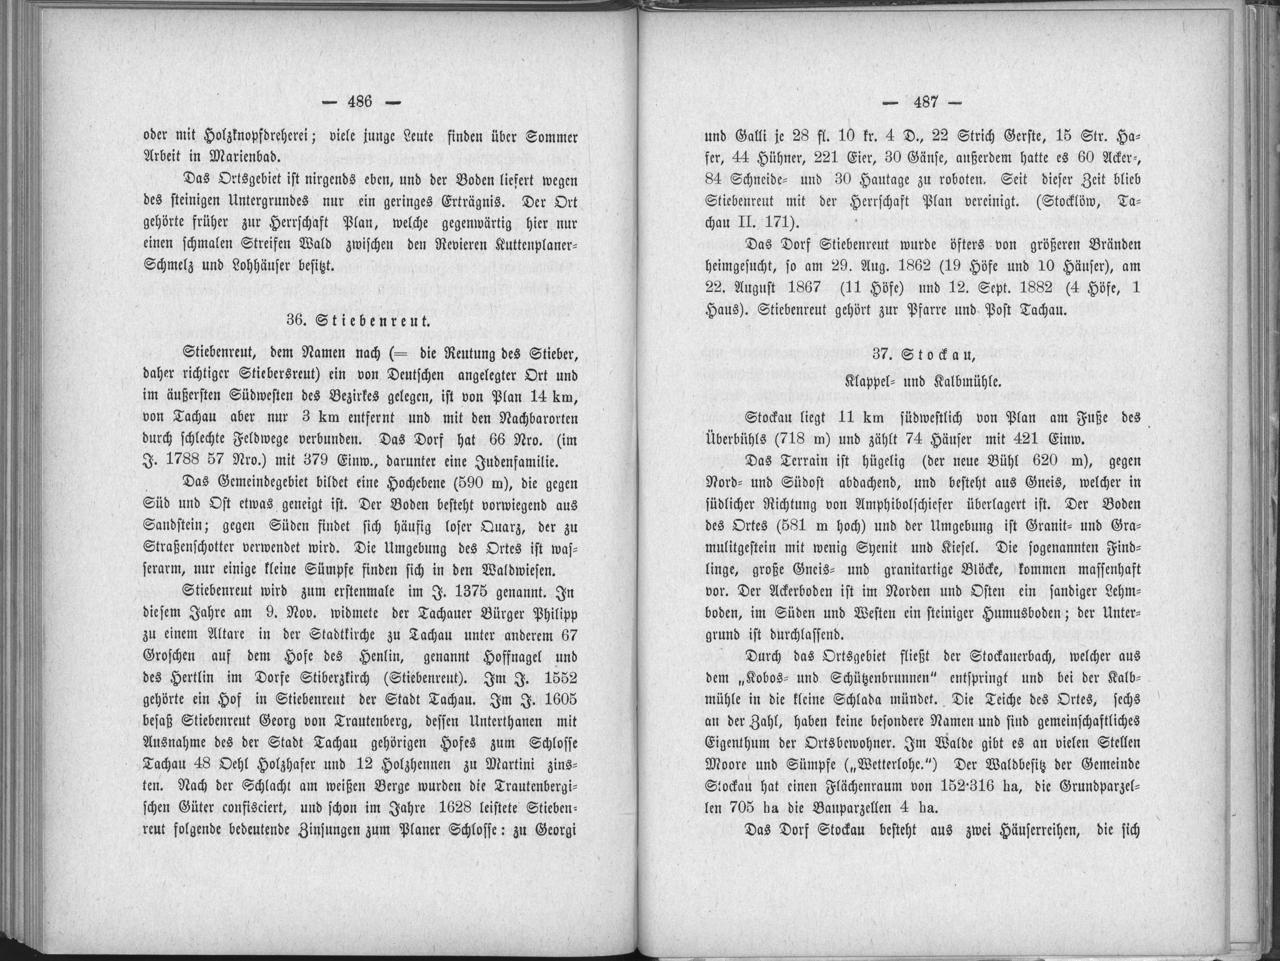 — 486 —
oder mit Holzknopfdreherei; viele junge Leute finden über Sommer
Arbeit in Marienbad.
Das Ortsgebiet ist nirgends eben, und der Boden liefert wegen
des steinigen Untergrundes nur ein geringes Erträgnis. Der Ort
gehörte früher zur Herrschaft Plan, welche gegenwärtig hier nur
einen schmalen Streifen Wald zwischen den Revieren Kuttenplaner-
Schmelz und Lohhäuser besitzt.
36. Stiebenreut.
Stiebenreut, dem Namen nach (= die Reutung des Stieber,
daher richtiger Stiebersreut) ein von Deutschen angelegter Ort und
im äußersten Südwesten des Bezirkes gelegen, ist von Plan 14 km,
von Tachau aber nur 3 km entfernt und mit den Nachbarorten
durch schlechte Feldwege verbunden. Das Dorf hat 66 Nro. (im
J. 1788 57 Nro.) mit 379 Einw., darunter eine Judenfamilie.
Das Gemeindegebiet bildet eine Hochebene (590 m), die gegen
Süd und Ost etwas geneigt ist. Der Boden besteht vorwiegend aus
Sandstein; gegen Süden findet sich häufig loser Quarz, der zu
Straßenschotter verwendet wird. Die Umgebung des Ortes ist was-
serarm, nur einige kleine Sümpfe finden sich in den Waldwiesen.
Stiebenreut wird zum erstenmale im J. 1375 genannt. In
diesem Jahre am 9. Nov. widmete der Tachauer Bürger Philipp
zu einem Altare in der Stadtkirche zu Tachau unter anderem 67
Groschen auf dem Hofe des Henlin, genannt Hoffnagel und
des Hertlin im Dorfe Stiberzkirch (Stiebenreut). Im J. 1552
gehörte ein Hof in Stiebenreut der Stadt Tachau. Im J. 1605
besaß Stiebenreut Georg von Trautenberg, dessen Unterthanen mit
Ausnahme des der Stadt Tachau gehörigen Hofes zum Schlosse
Tachau 48 Oehl Holzhafer und 12 Holzhennen zu Martini zins-
ten. Nach der Schlacht am weißen Berge wurden die Trautenbergi-
schen Güter confisciert, und schon im Jahre 1628 leistete Stieben-
reut folgende bedeutende Zinsungen zum Planer Schlosse: zu Georgi
— 487 —
und Galli je 28 fl. 10 kr. 4 D., 22 Strich Gerste, 15 Str. Ha-
fer, 44 Hühner, 221 Eier, 30 Gänse, außerdem hatte es 60 Acker-,
84 Schneide- und 30 Hautage zu roboten. Seit dieser Zeit blieb
Stiebenreut mit der Herrschaft Plan vereinigt. (Stocklöw, Ta-
chau II. 171).
Das Dorf Stiebenreut wurde öfters von größeren Bränden
heimgesucht, so am 29. Aug. 1862 (19 Höfe und 10 Häuser), am
22. August 1867 (11 Höfe) und 12. Sept. 1882 (4 Höfe, 1
Haus). Stiebenreut gehört zur Pfarre und Post Tachau.
37. Stockau,
Klappel- und Kalbmühle.
Stockau liegt 11 km südwestlich von Plan am Fuße des
Überbühls (718 m) und zählt 74 Häuser mit 421 Einw.
Das Terrain ist hügelig (der neue Bühl 620 m), gegen
Nord- und Südost abdachend, und besteht aus Gneis, welcher in
südlicher Richtung von Amphibolschiefer überlagert ist. Der Boden
des Ortes (581 m hoch) und der Umgebung ist Granit- und Gra-
mulitgestein mit wenig Syenit und Kiesel. Die sogenannten Find-
linge, große Gneis- und granitartige Blöcke, kommen massenhaft
vor. Der Ackerboden ist im Norden und Osten ein sandiger Lehm-
boden, im Süden und Westen ein steiniger Humusboden; der Unter-
grund ist durchlassend.
Durch das Ortsgebiet fließt der Stockauerbach, welcher aus
dem „Kobos- und Schützenbrunnen“ entspringt und bei der Kalb-
mühle in die kleine Schlada mündet. Die Teiche des Ortes, sechs
an der Zahl, haben keine besondere Namen und sind gemeinschaftliches
Eigenthum der Ortsbewohner. Im Walde gibt es an vielen Stellen
Moore und Sümpfe („Wetterlohe.“) Der Waldbesitz der Gemeinde
Stockau hat einen Flächenraum von 152·316 ha, die Grundparzel-
len 705 ha die Bauparzellen 4 ha.
Das Dorf Stockau besteht aus zwei Häuserreihen, die sich